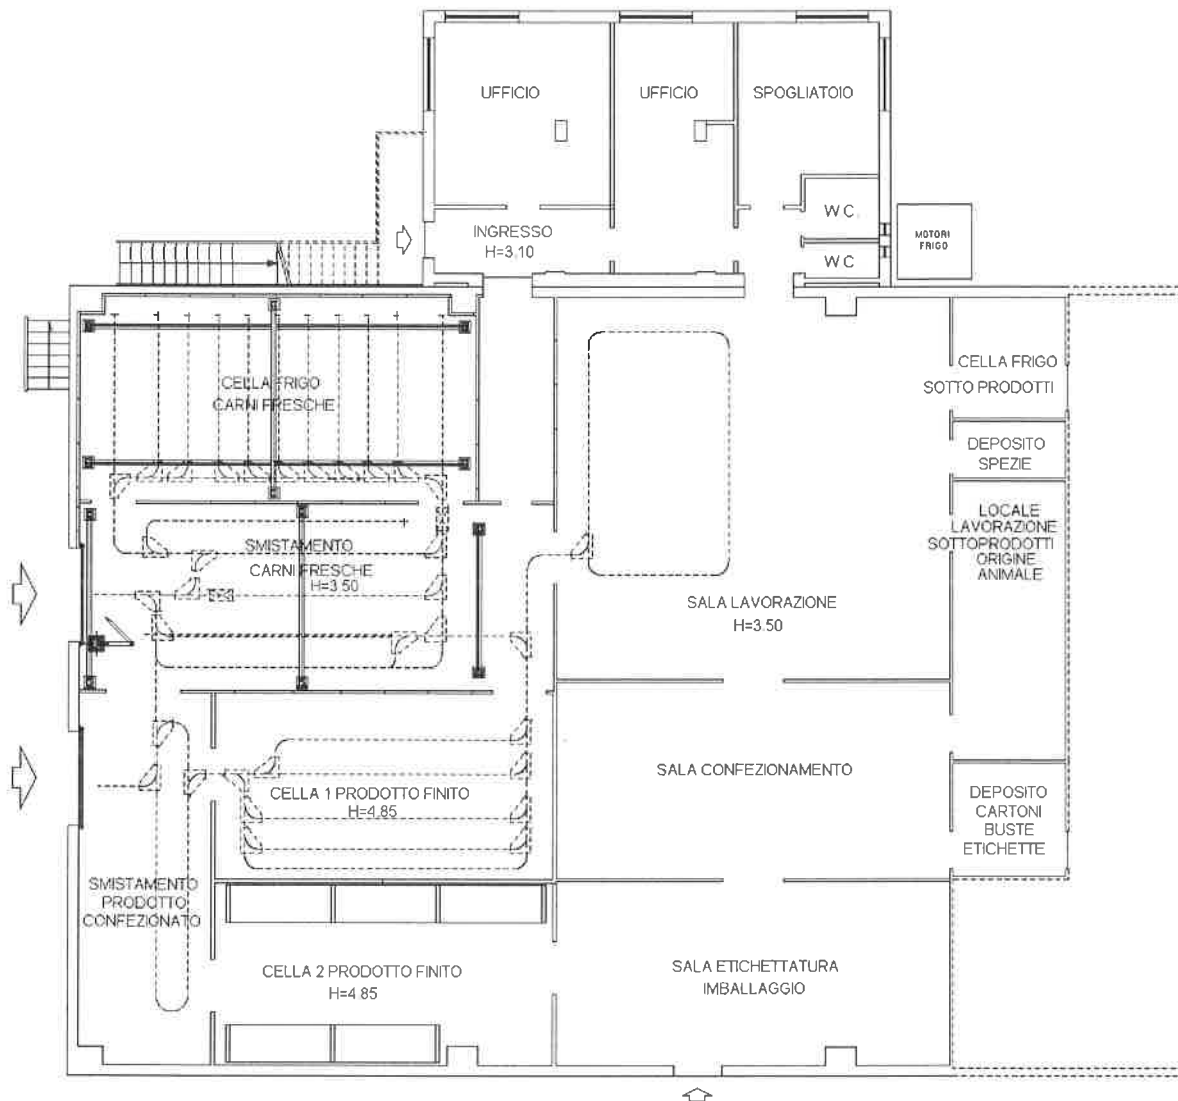 UFFICIO
UFFICIO
SPOGLIATOIO
W C
INGRESSO
H=3.10
MOTORI
FRIGO
WC
CELLA FRIGO
SOTTO PRODOTTI
CELLA FRIGO
CARNI FRESCHE
DEPOSITO
SPEZIE
LOCALE
LAVORAZIONE
SOTTOPRODOTTI
ORIGINE
ANIMALE
SMISTAMENTO
CARNI FRESCHE
H=3 50
SALA LAVORAZIONE
H=3.50
SALA CONFEZIONAMENTO
CELLA 1 PRODOTTO FINITO
H=4.85
DEPOSITO
CARTONI
BUSTE
ETICHETTE
SMISTAMENTO
PRODOTTO
CONFEZIONATO
CELLA 2 PRODOTTO FINITO
H=4.85
SALA ETICHETTATURA
IMBALLAGGIO